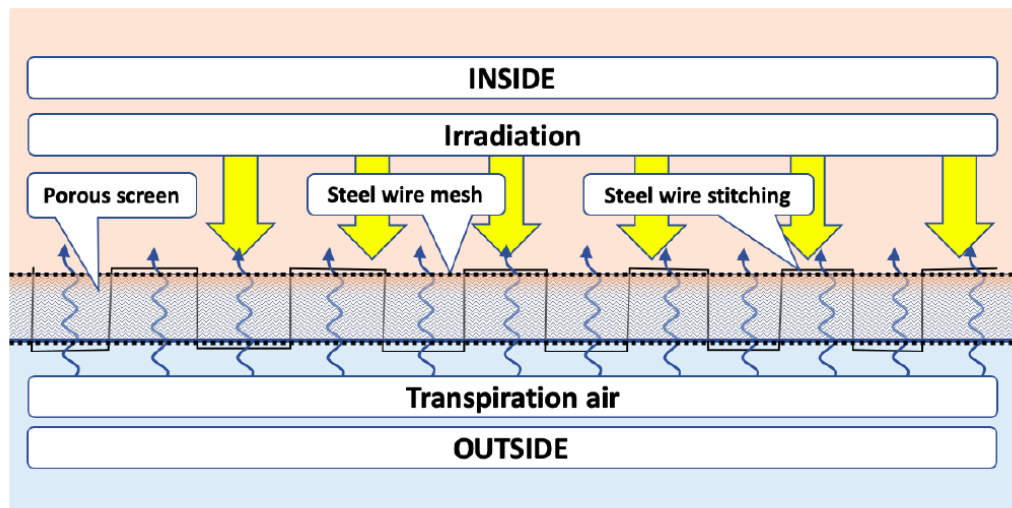 INSIDE
Irradiation
Porous screen
Steel wire mesh
Steel wire stitching
Transpiration air
OUTSIDE